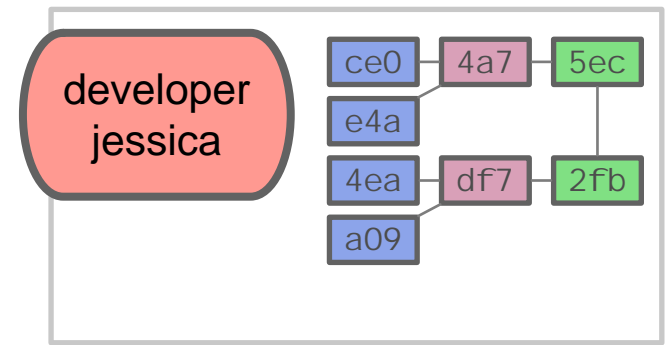 developer
jessica
ce0 4a7 5ec
e4a
4ea df7 2fb
a09